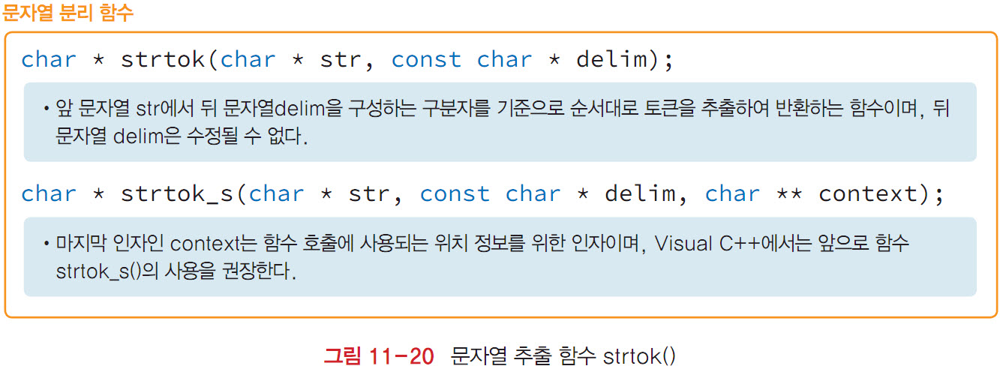 문자열 분리 함수
char * strtok(char * str, const char * delim);
• 앞 문자열 str에서 뒤 문자열delim을 구성하는 구분자를 기준으로 순서대로 토큰을 추출하여 반환하는 함수이며, 뒤
문자열 delim은 수정될 수 없다.
char * strtok_s(char * str, const char * delim, char ** context);
• 마지막 인자인 context는 함수 호출에 사용되는 위치 정보를 위한 인자이며, Visual C++에서는 앞으로 함수
strtok_s()의 사용을 권장한다.
그림 11-20 문자열 추출 함수 strtok()